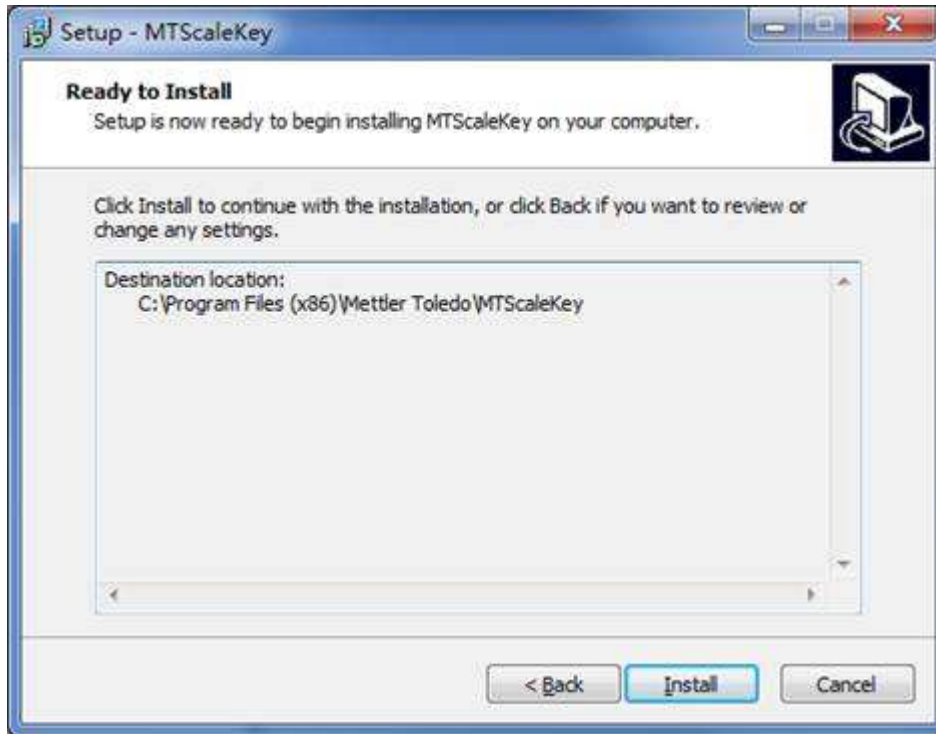 Setup - MTScaleKey
Ready to Install
Setup is now ready to begin installing MTScaleKey on your computer.
Click Install to continue with the installation, or click Back if you want to review or
change any settings.
Destination location:
C:\Program Files (x86)\Mettler Toledo\MTScaleKey
< Back
Install
Cancel